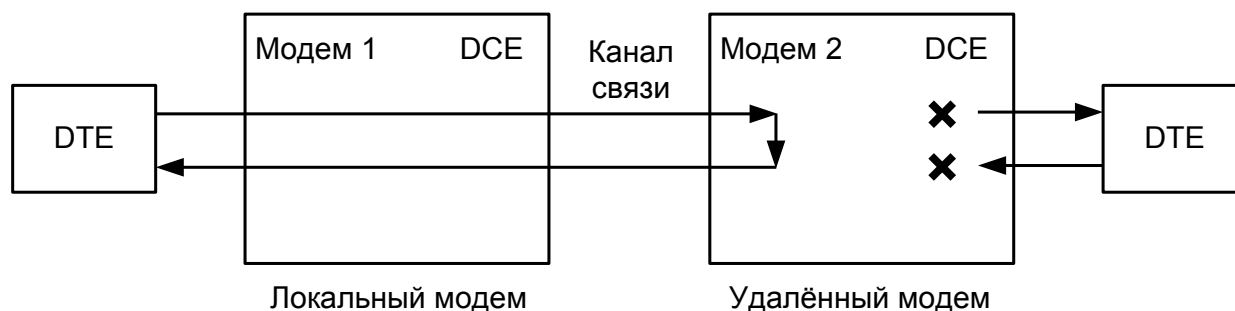 Модем 1 DCE
Канал
связи
Модем 2 DCE
DTE
DTE
Локальный модем
Удалённый модем